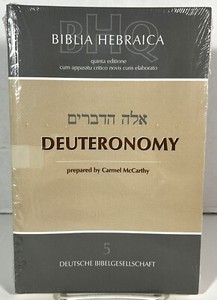 BHQ
BIBLIA HEBRAICA
quinta editione
cum apparatu critico novis curis elaborato
אלה הדברים
DEUTERONOMY
prepared by Carmel McCarthy
5
DEUTSCHE BIBELGESELLSCHAFT